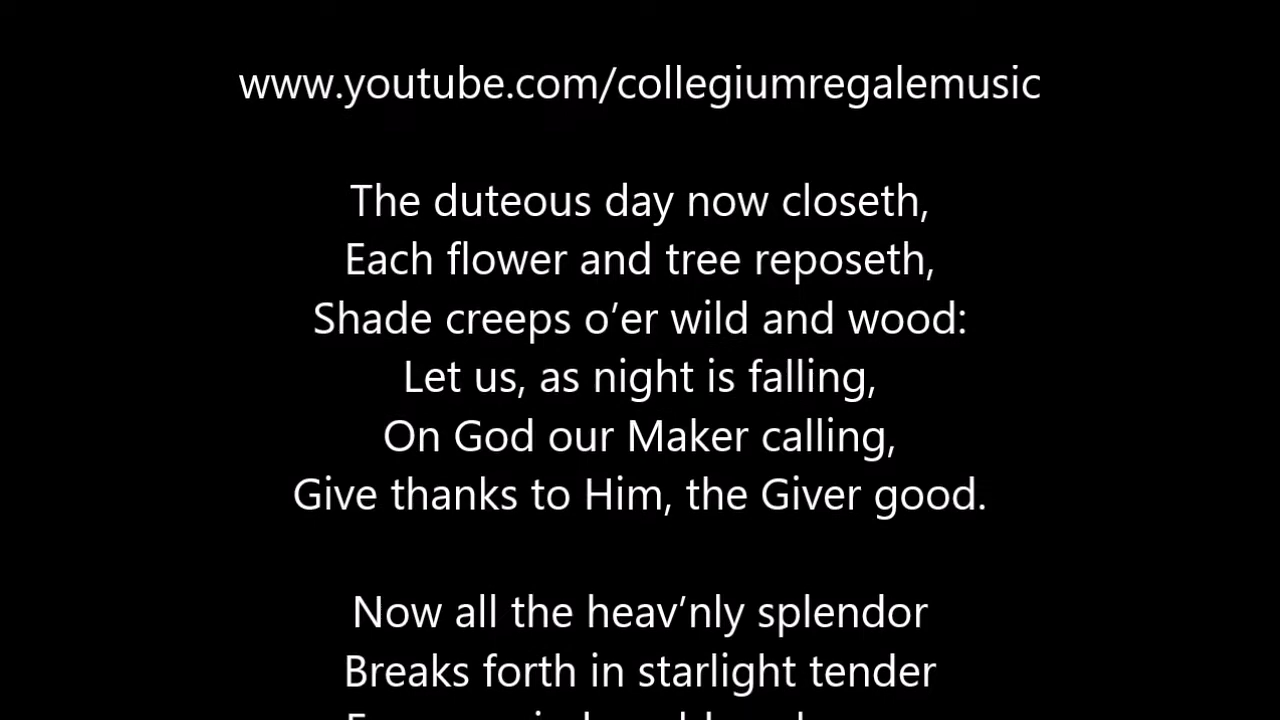 www.youtube.com/collegiumregalemusic
The duteous day now closeth,
Each flower and tree reposeth,
Shade creeps o’er wild and wood:
Let us, as night is falling,
On God our Maker calling,
Give thanks to Him, the Giver good.
Now all the heav’nly splendor
Breaks forth in starlight tender